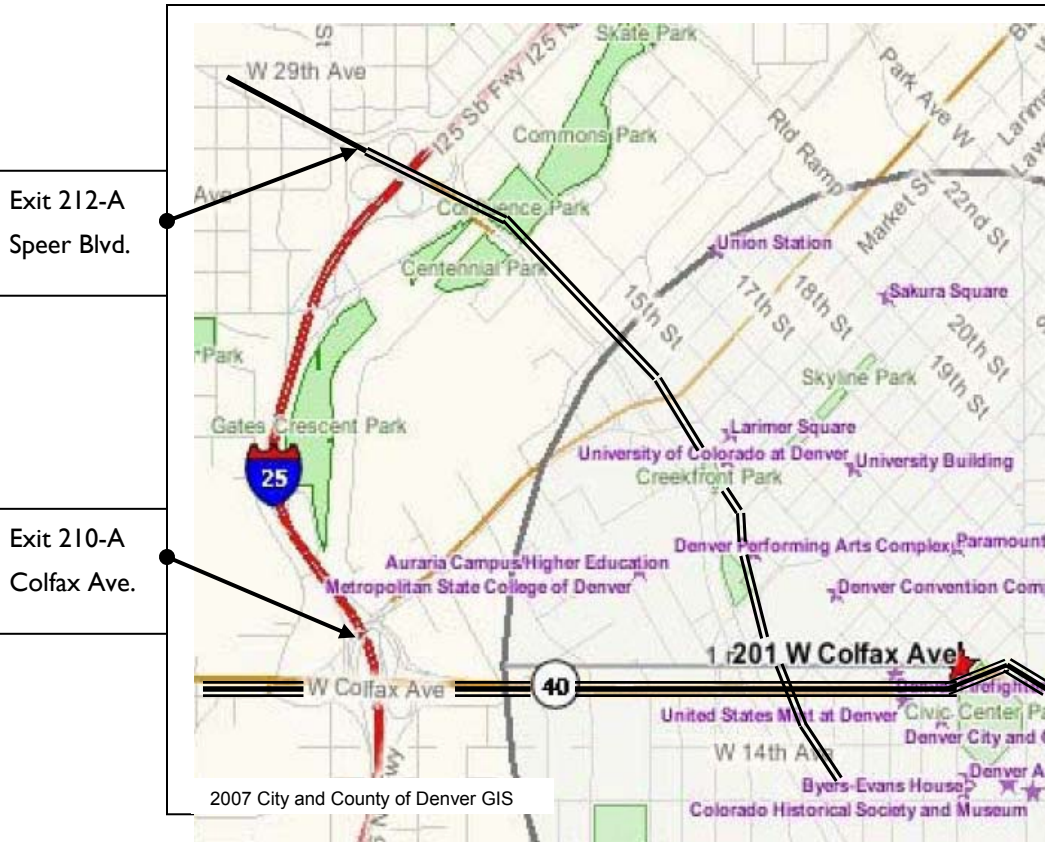 Exit 212-A
Speer Blvd.
Exit 210-A
Colfax Ave.
St
W 29th Ave
Skate Park
I25 Sb Fwy I25 N
Park Ave W
Commons Park
Rtd Ramp
Ave
Market St
22nd St
Union Station
Centennial Park
15th St
17th St
18th St
Sakura Square
20th St
19th St
Park
Skyline Park
Gates Crescent Park
Larimer Square
University of Colorado at Denver
University Building
Creekfront Park
25
Denver Performing Arts Complex
Paramount
Auraria Campus/Higher Education
Metropolitan State College of Denver
Denver Convention Comp
201 W Colfax Ave
W Colfax Ave
40
United States Mint at Denver
Civic Center Pa
Denver City and C
W 14th Ave
Byers-Evans House
Denver A
Colorado Historical Society and Museum
2007 City and County of Denver GIS